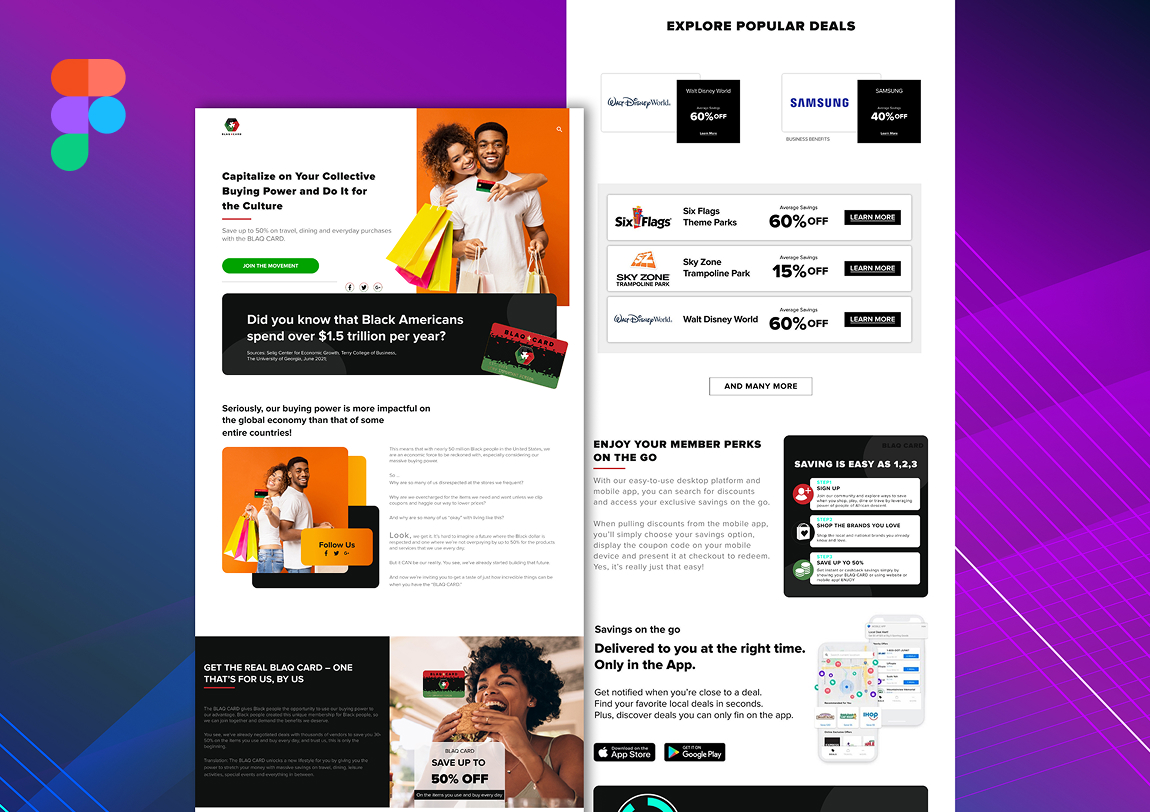 BLAQ CARD
Capitalize on Your Collective
Buying Power and Do It for
the Culture
Save up to 50% on travel, dining and everyday purchases
with the BLAQ CARD.
JOIN THE MOVEMENT
Did you know that Black Americans
spend over $1.5 trillion per year?
Sources: Selig Center for Economic Growth, Terry College of Business,
The University of Georgia, June 2021.
BLAQ CARD
Seriously, our buying power is more impactful on
the global economy than that of some
entire countries!
This means that with nearly 50 million Black people in the United States, we
are an economic force to be reckoned with, especially considering our
massive buying power.
So ...
Why are so many of us disrespected at the stores we frequent?
Why are we overcharged for the items we need and want unless we clip
coupons and haggle our way to lower prices?
And why are so many of us "okay" with living like this?
Look, we get it. It's hard to imagine a future where the Black dollar is
respected and one where we're not overpaying by up to 50% for the products
and services that we use every day.
But it CAN be our reality. You see, we've already started building that future
And now we're inviting you to get a taste of just how incredible things can be
when you have the "BLAQ CARD."
Follow Us
GET THE REAL BLAQ CARD – ONE
THAT'S FOR US, BY US
The BLAQ CARD gives Black people the opportunity to use our buying power to
our advantage. Black people created this unique membership for Black people, so
we can join together and demand the benefits we deserve.
You see, we've already negotiated deals with thousands of vendors to save you
50% on the items you use and buy every day, and trust us, this is only the
beginning.
Translation: The BLAQ CARD unlocks a new lifestyle for you by giving you the
power to stretch your money with massive savings on travel, dining, leisure
activities, special events and everything in between.
BLAQ CARD
SAVE UP TO
50% OFF
On the items you use and buy every day
EXPLORE POPULAR DEALS
Walt Disney World.
Walt Disney World
Average Savings
60%OFF
Learn More
SAMSUNG
BUSINESS BENEFITS
SAMSUNG
Average Savings
40%OFF
Learn More
Six Flags
Six Flags
Theme Parks
Average Savings
60%OFF
LEARN MORE
SKY ZONE
TRAMPOLINE PARK
Sky Zone
Trampoline Park
Average Savings
15%OFF
LEARN MORE
Walt Disney World.
Walt Disney World
Average Savings
60%OFF
LEARN MORE
AND MANY MORE
ENJOY YOUR MEMBER PERKS
ON THE GO
With our easy-to-use desktop platform and
mobile app, you can search for discounts
and access your exclusive savings on the go.
When pulling discounts from the mobile app,
you'll simply choose your savings option,
display the coupon code on your mobile
device and present it at checkout to redeem.
Yes, it's really just that easy!
BLAQ CARD
SAVING IS EASY AS 1,2,3
STEP1
SIGN UP
Join our community and explore ways to save
when you shop, play, dine or travel by leveraging
power of people of African descent
STEP2
SHOP THE BRANDS YOU LOVE
Shop the local and national brands you already
know and love.
STEP3
SAVE UP TO 50%
Get instant or cashback savings simply by
showing your BLAQ CARD or using website or
mobile app! ENJOY
Savings on the go
Delivered to you at the right time.
Only in the App.
Get notified when you're close to a deal.
Find your favorite local deals in seconds.
Plus, discover deals you can only fin on the app.
Download on the
App Store
GET IT ON
Google Play
Recommended for You
IHOP